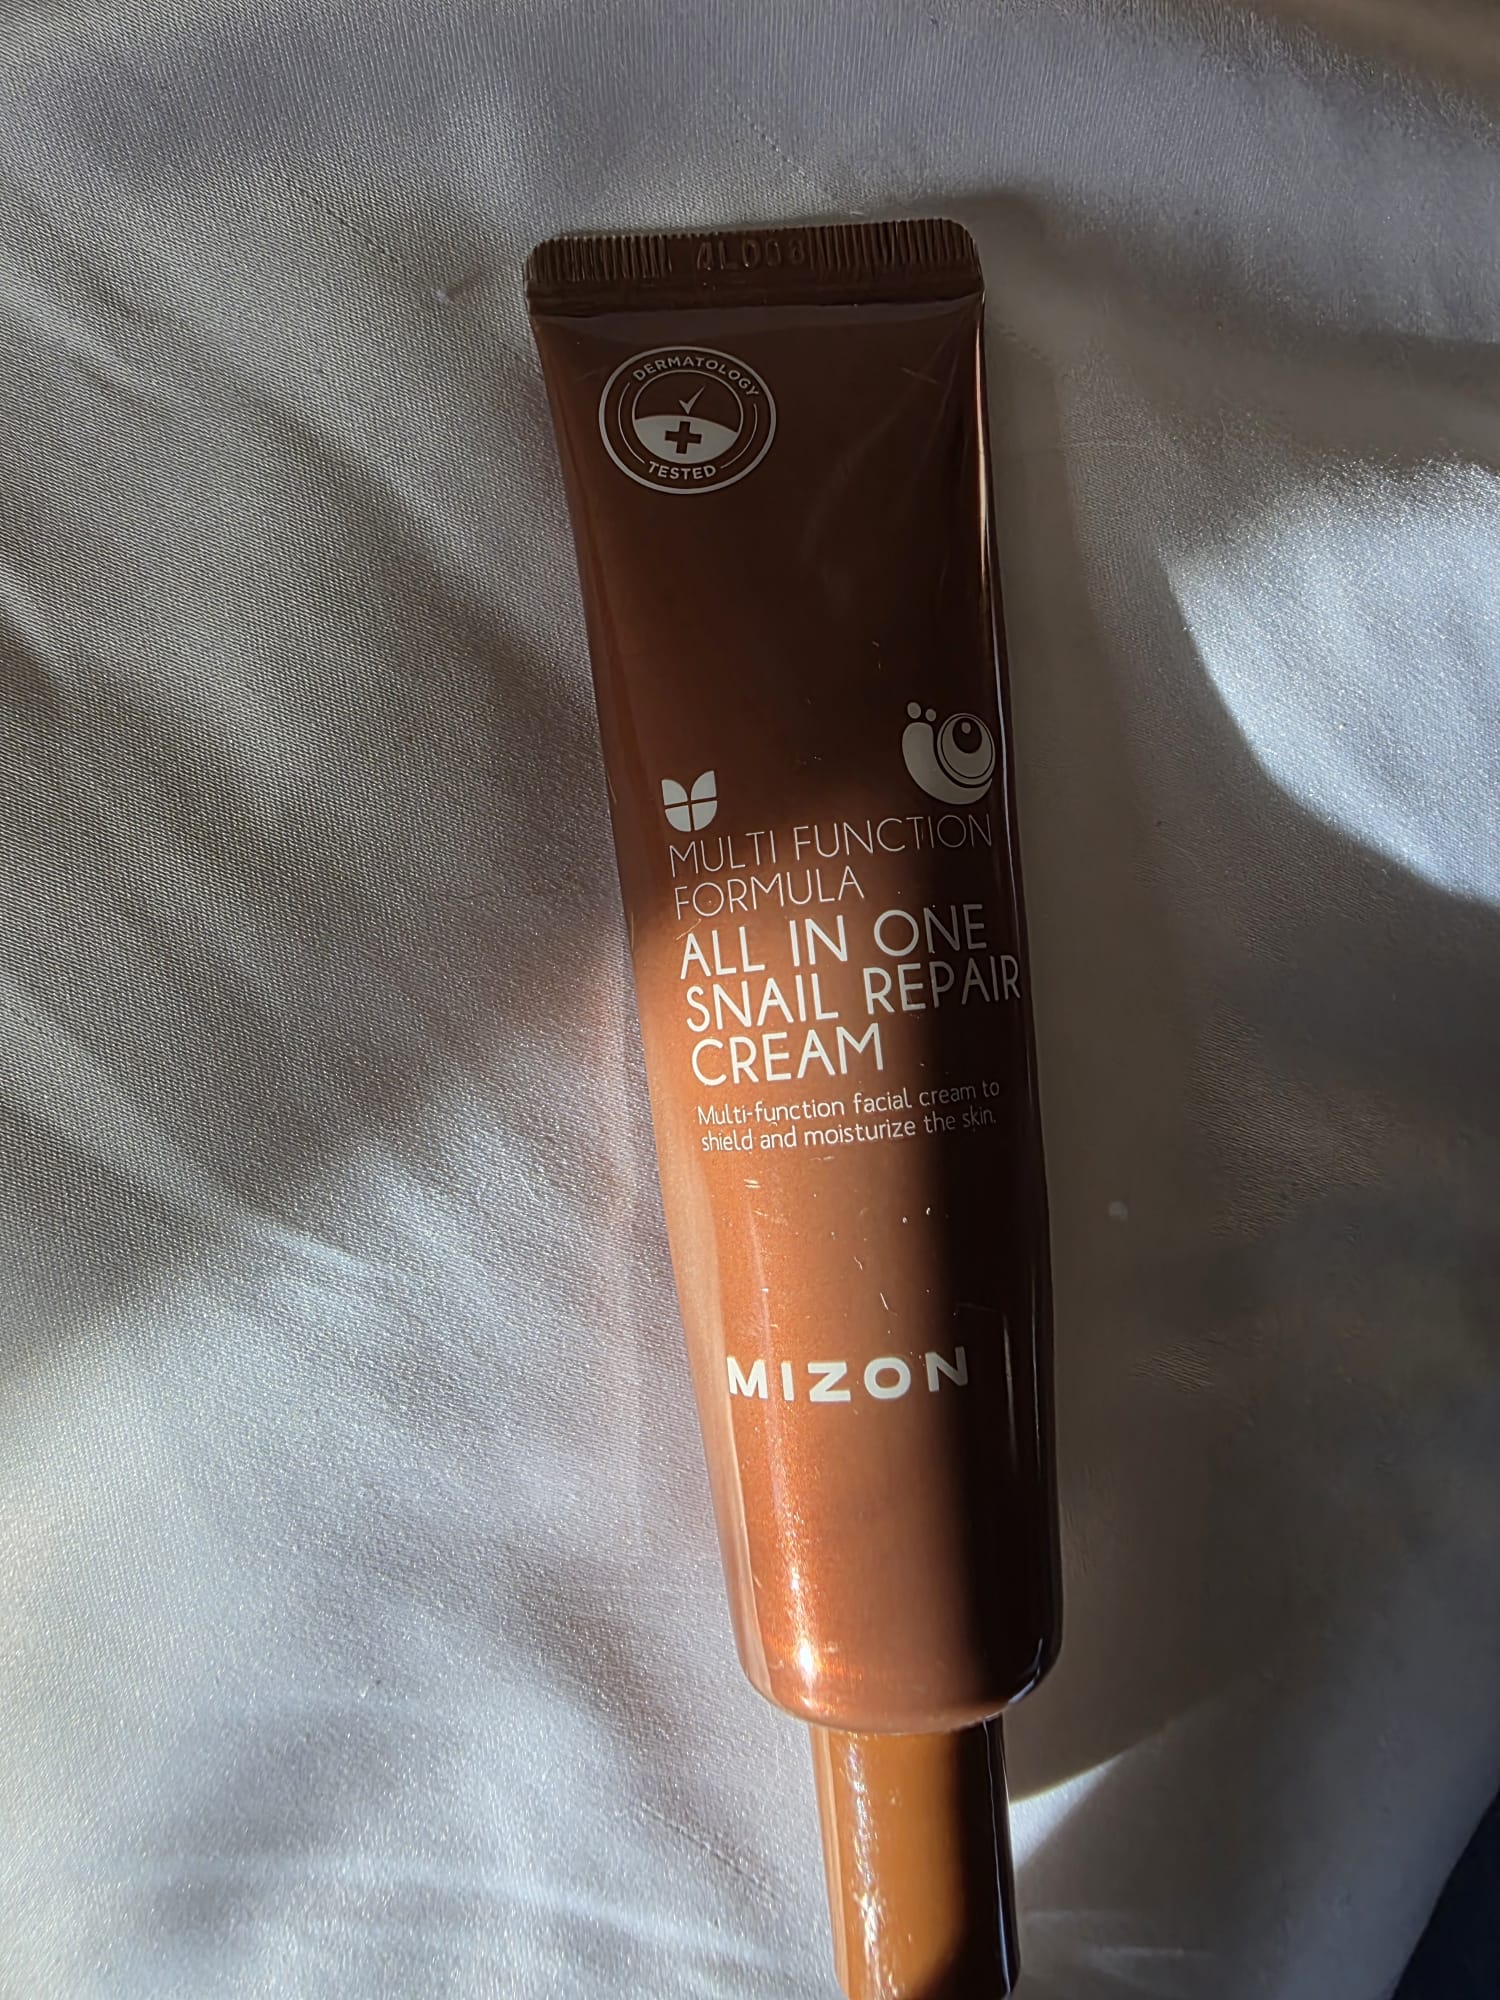 4L008
DERMATOLOGY
TESTED
MULTI FUNCTION
FORMULA
ALL IN ONE
SNAIL REPAIR
CREAM
Multi-function facial cream to
shield and moisturize the skin.
MIZON